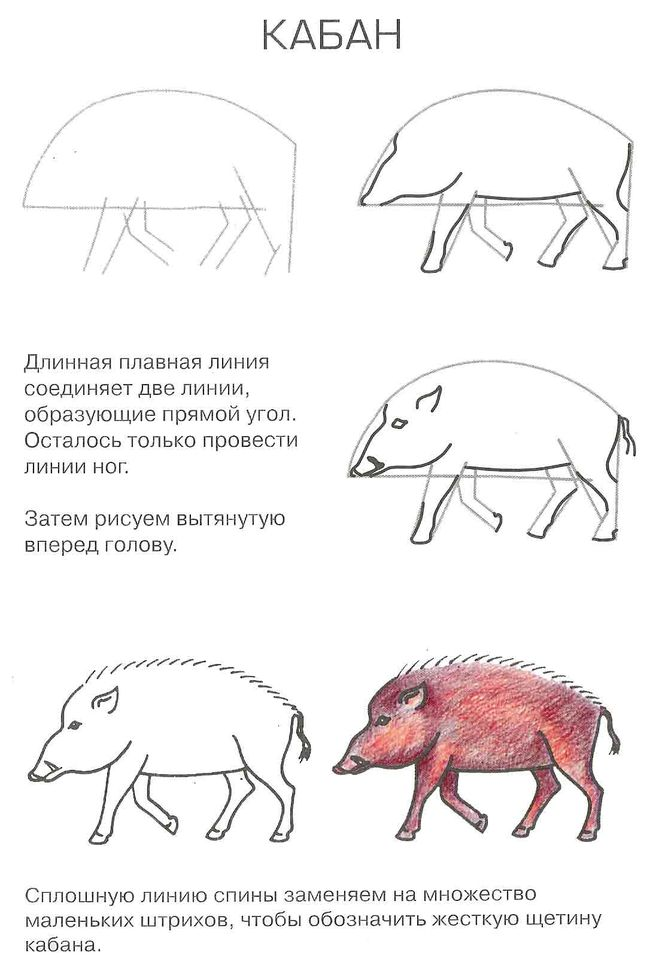 КАБАН
Длинная плавная линия
соединяет две линии,
образующие прямой угол.
Осталось только провести
линии ног.
Затем рисуем вытянутую
вперед голову.
Сплошную линию спины заменяем на множество
маленьких штрихов, чтобы обозначить жесткую щетину
кабана.